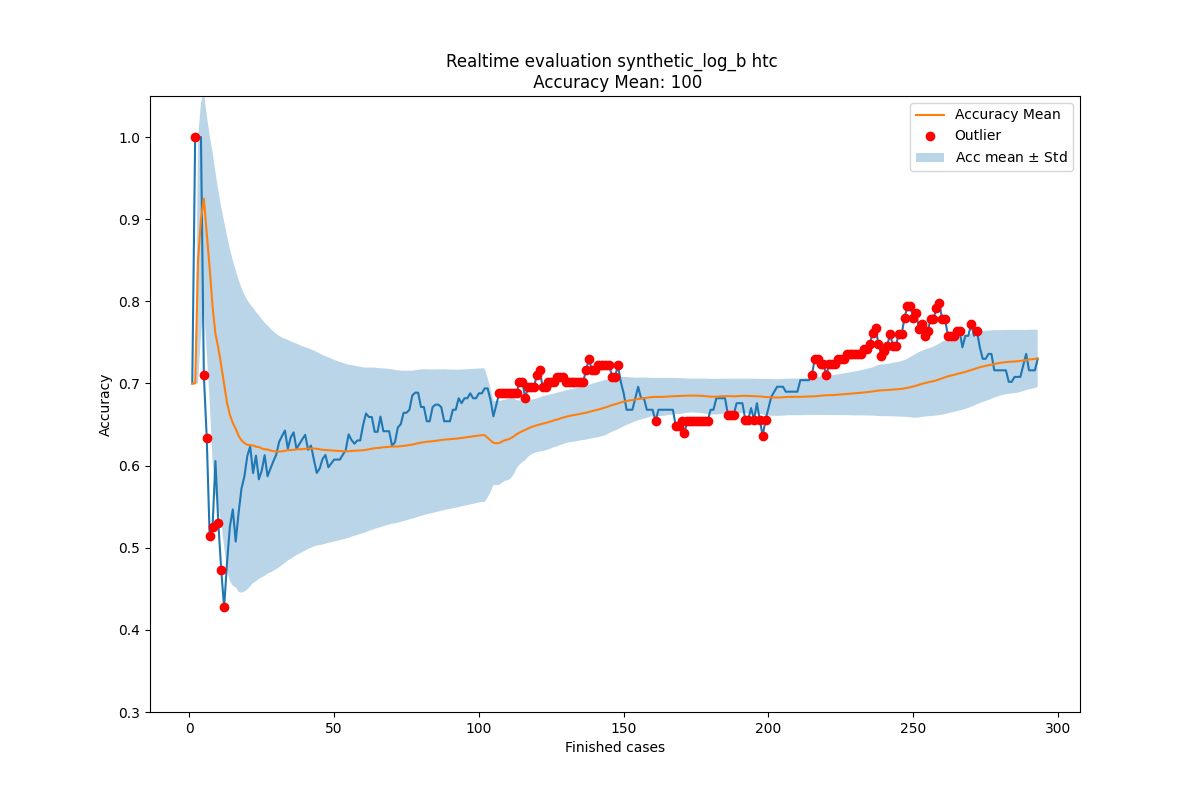 Realtime evaluation synthetic_log_b htc
Accuracy Mean: 100
Accuracy Mean
Outlier
Acc mean ± Std
Accuracy
1.0
0.9
0.8
0.7
0.6
0.5
0.4
0.3
0
50
100
150
200
250
300
Finished cases